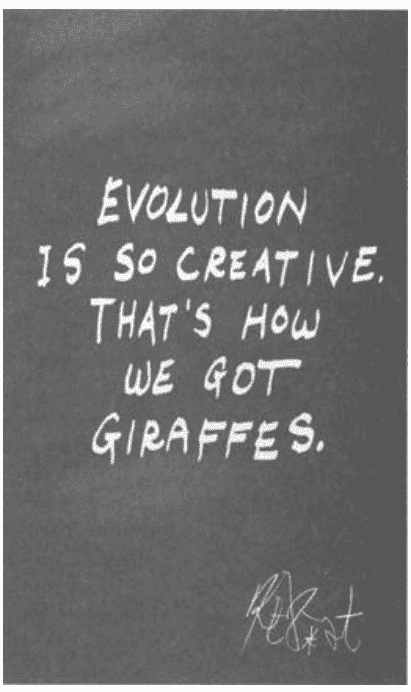 EVOLUTION
IS SO CREATIVE.
THAT'S HOW
WE GOT
GIRAFFES.